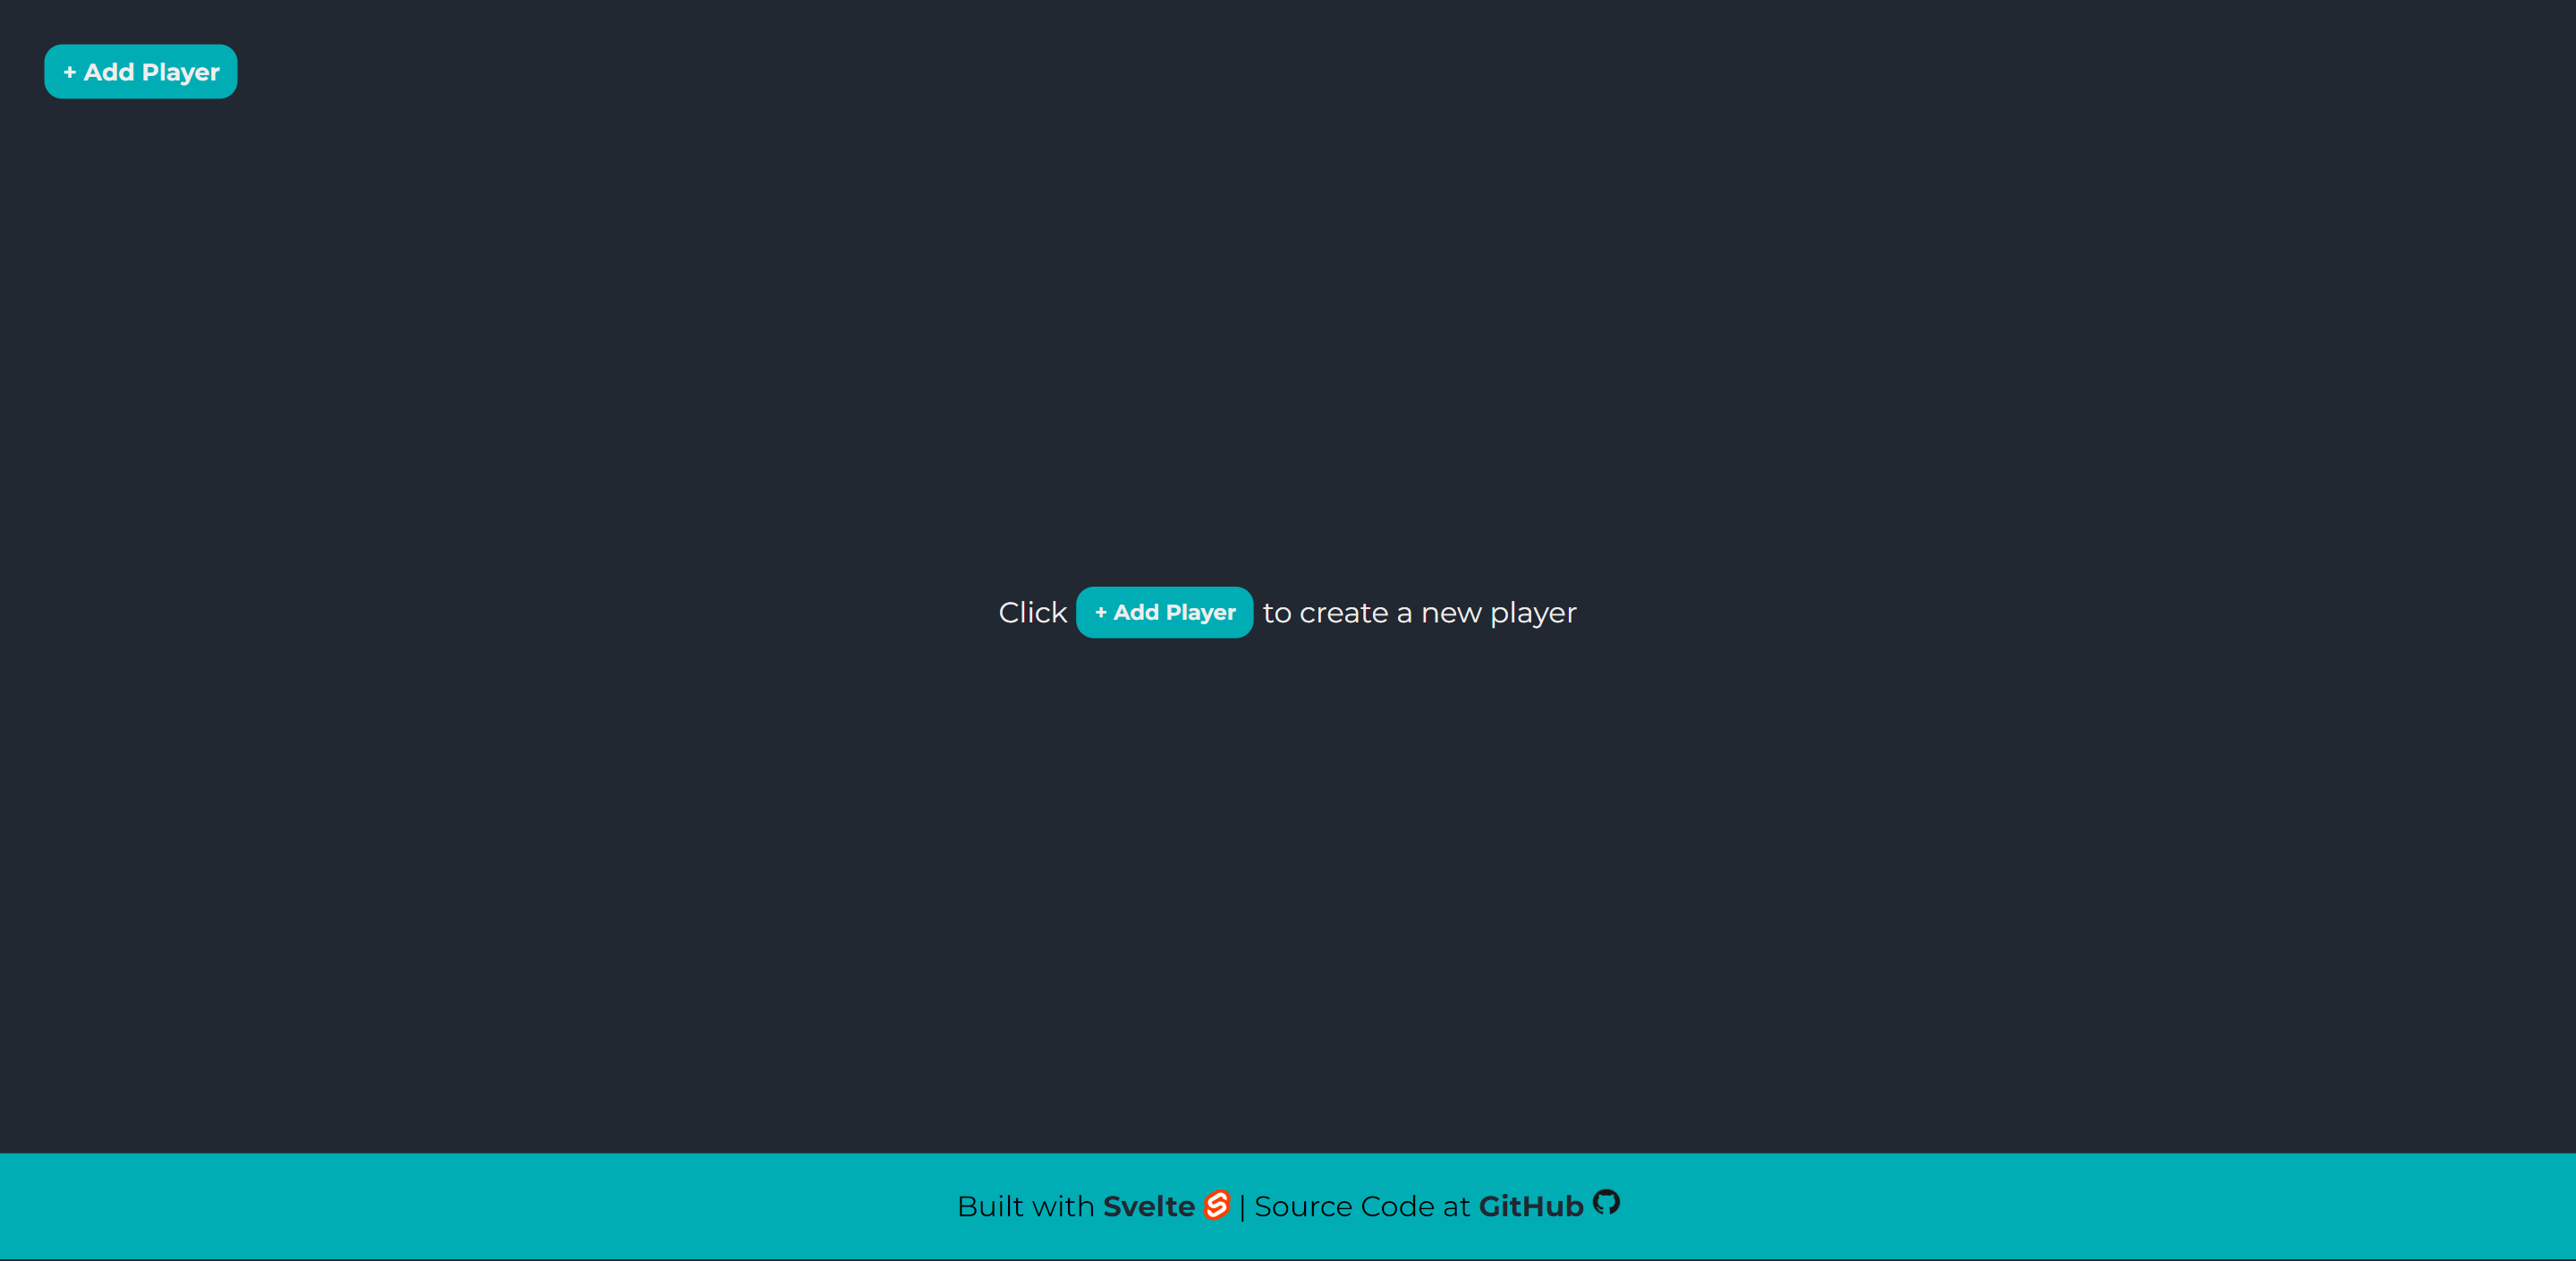 + Add Player
Click + Add Player to create a new player
Built with Svelte | Source Code at GitHub